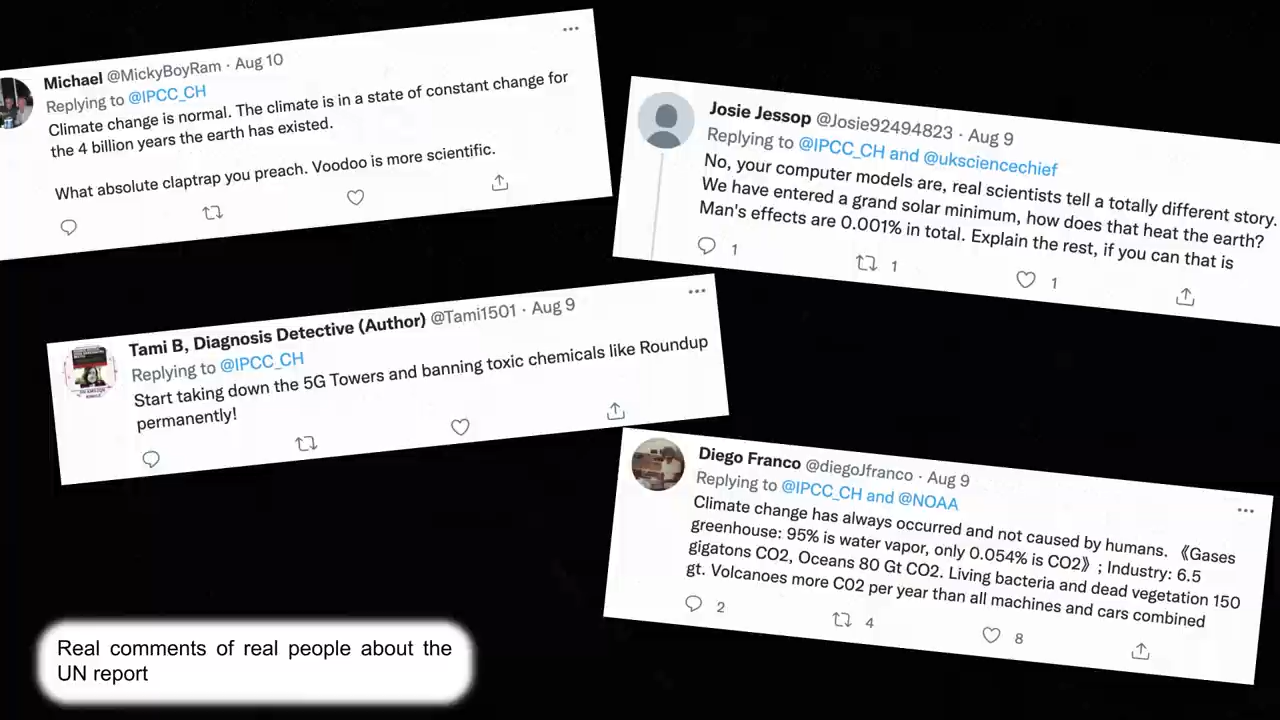 Michael @MickyBoyRam · Aug 10
Replying to @IPCC_CH
Climate change is normal. The climate is in a state of constant change for
the 4 billion years the earth has existed.
What absolute claptrap you preach. Voodoo is more scientific.
Josie Jessop @Josie92494823 · Aug 9
Replying to @IPCC_CH and @uksciencechief
No, your computer models are, real scientists tell a totally different story.
We have entered a grand solar minimum, how does that heat the earth?
Man's effects are 0.001% in total. Explain the rest, if you can that is
1 1 1
Tami B, Diagnosis Detective (Author) @Tami1501 · Aug 9
Replying to @IPCC_CH
Start taking down the 5G Towers and banning toxic chemicals like Roundup
permanently!
Diego Franco @diegoJfranco · Aug 9
Replying to @IPCC_CH and @NOAA
Climate change has always occurred and not caused by humans. 《Gases
greenhouse: 95% is water vapor, only 0.054% is CO2》; Industry: 6.5
gigatons CO2, Oceans 80 Gt CO2. Living bacteria and dead vegetation 150
gt. Volcanoes more C02 per year than all machines and cars combined
2 4 8
Real comments of real people about the
UN report